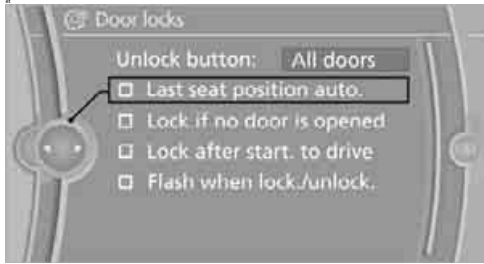 Door locks
Unlock button: All doors
Last seat position auto.
Lock if no door is opened
Lock after start. to drive
Flash when lock./unlock.